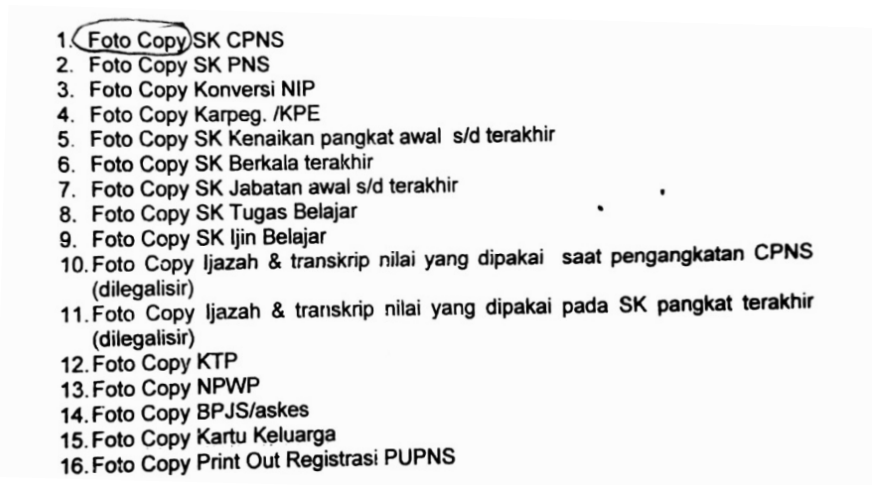 1. Foto Copy SK CPNS
2. Foto Copy SK PNS
3. Foto Copy Konversi NIP
4. Foto Copy Karpeg. /KPE
5. Foto Copy SK Kenaikan pangkat awal s/d terakhir
6. Foto Copy SK Berkala terakhir
7. Foto Copy SK Jabatan awal s/d terakhir
8. Foto Copy SK Tugas Belajar
9. Foto Copy SK Ijin Belajar
10. Foto Copy Ijazah & transkrip nilai yang dipakai saat pengangkatan CPNS
(dilegalisir)
11. Foto Copy Ijazah & transkrip nilai yang dipakai pada SK pangkat terakhir
(dilegalisir)
12. Foto Copy KTP
13. Foto Copy NPWP
14. Foto Copy BPJS/askes
15. Foto Copy Kartu Keluarga
16. Foto Copy Print Out Registrasi PUPNS